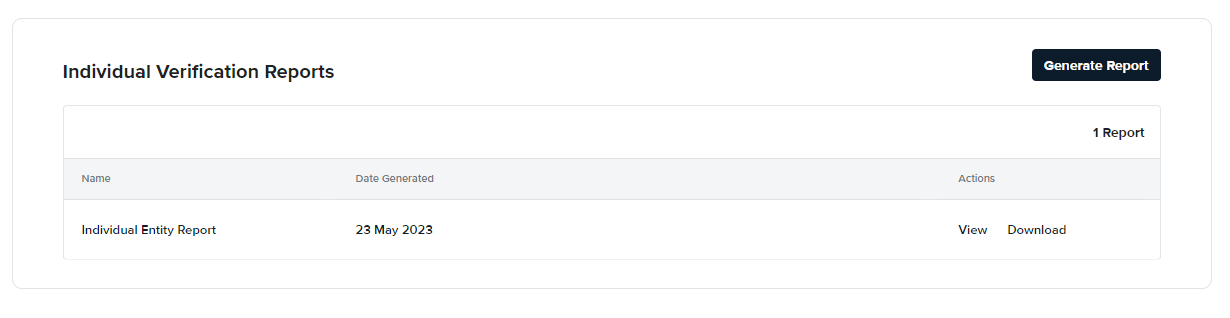 Individual Verification Reports
Generate Report
1 Report
Name Date Generated Actions
Individual Entity Report 23 May 2023 View Download